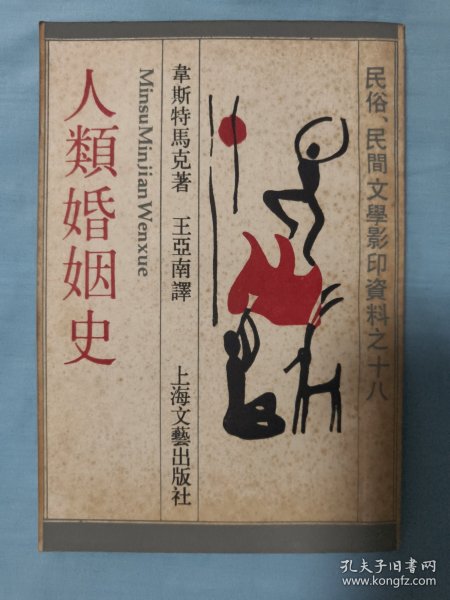 民俗、民間文學影印資料之十八
韋斯特馬克著 王亞南譯
上海文藝出版社
MinsuMinJianWenxue
人類婚姻史
孔夫子旧书网
www.kongfz.com